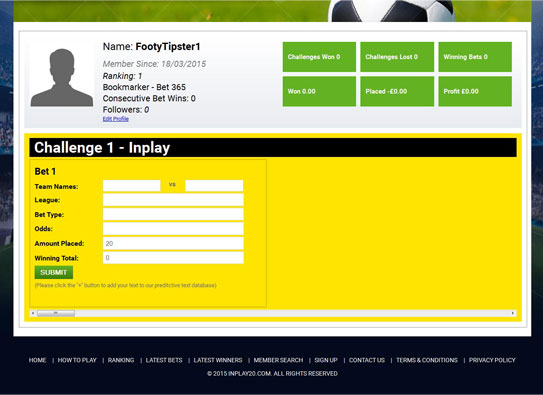 Name: FootyTipster1
Member Since: 18/03/2015
Ranking: 1
Bookmarker - Bet 365
Consecutive Bet Wins: 0
Followers: 0
Edit Profile
Challenges Won 0 Challenges Lost 0 Winning Bets 0
Won 0.00 Placed -£0.00 Profit £0.00
Challenge 1 - Inplay
Bet 1
Team Names: vs
League:
Bet Type:
Odds:
Amount Placed: 20
Winning Total: 0
SUBMIT
(Please click the "+" button to add your text to our preditctive text database)
HOME | HOW TO PLAY | RANKING | LATEST BETS | LATEST WINNERS | MEMBER SEARCH | SIGN UP | CONTACT US | TERMS & CONDITIONS | PRIVACY POLICY
© 2015 INPLAY20.COM. ALL RIGHTS RESERVED